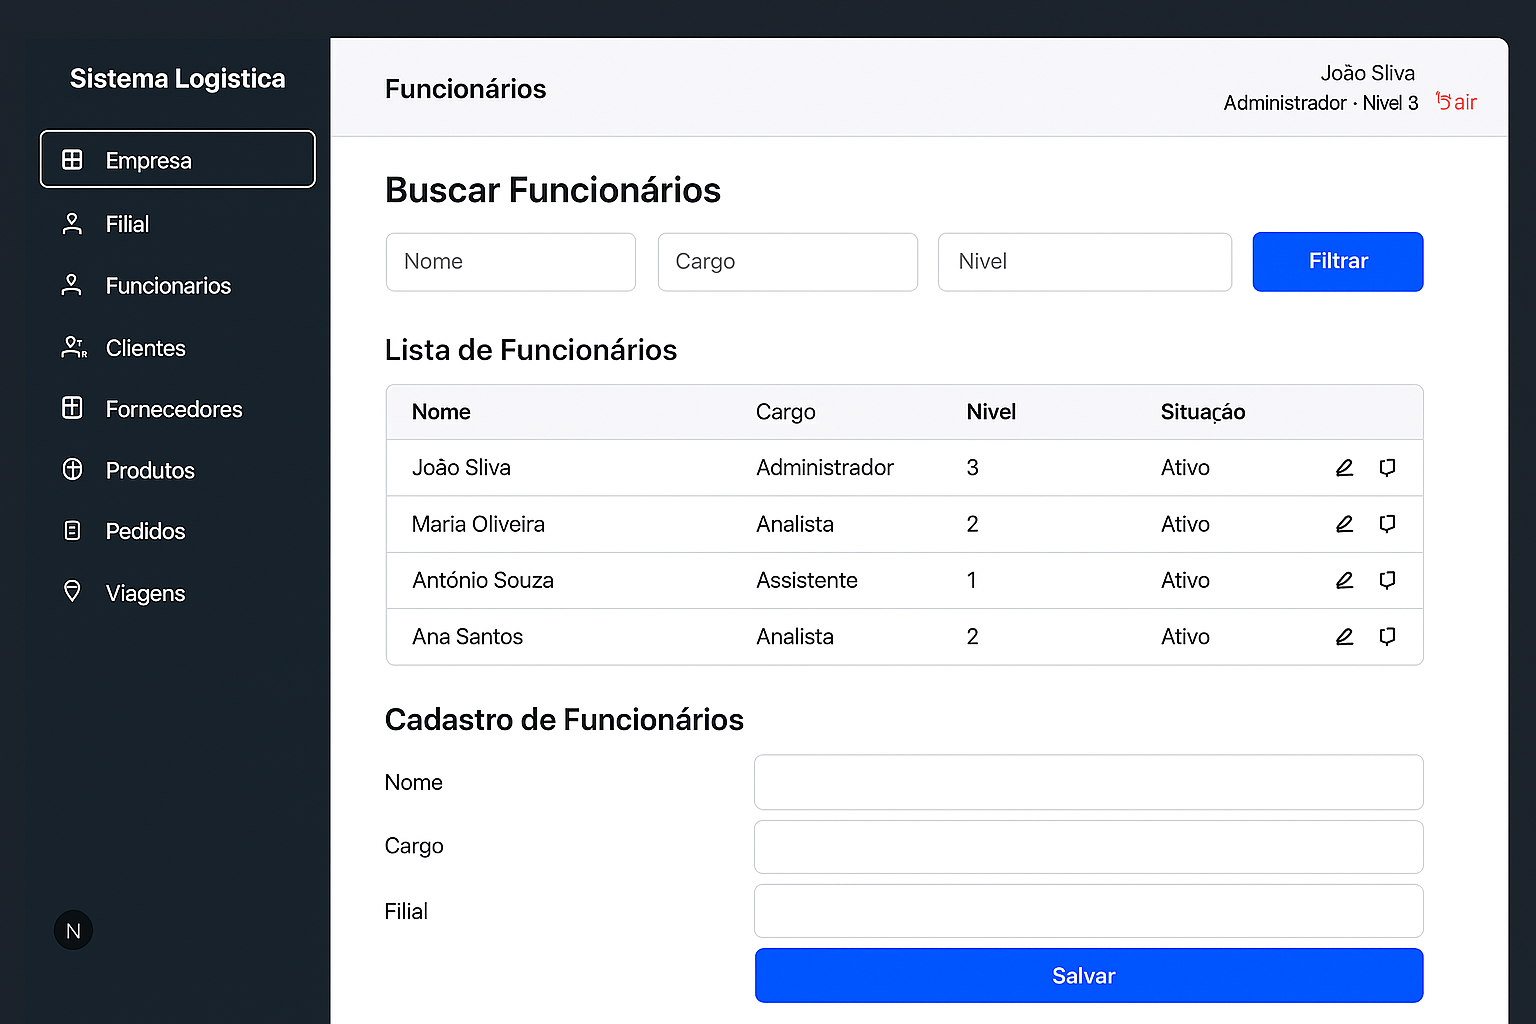 Sistema Logistica
Empresa
Filial
Funcionarios
Clientes
Fornecedores
Produtos
Pedidos
Viagens
N
Funcionários
João Sliva
Administrador · Nivel 3
air
Buscar Funcionários
Nome Cargo Nivel Filtrar
Lista de Funcionários
Nome Cargo Nivel Situaçáo
João Sliva Administrador 3 Ativo
Maria Oliveira Analista 2 Ativo
António Souza Assistente 1 Ativo
Ana Santos Analista 2 Ativo
Cadastro de Funcionários
Nome
Cargo
Filial
Salvar